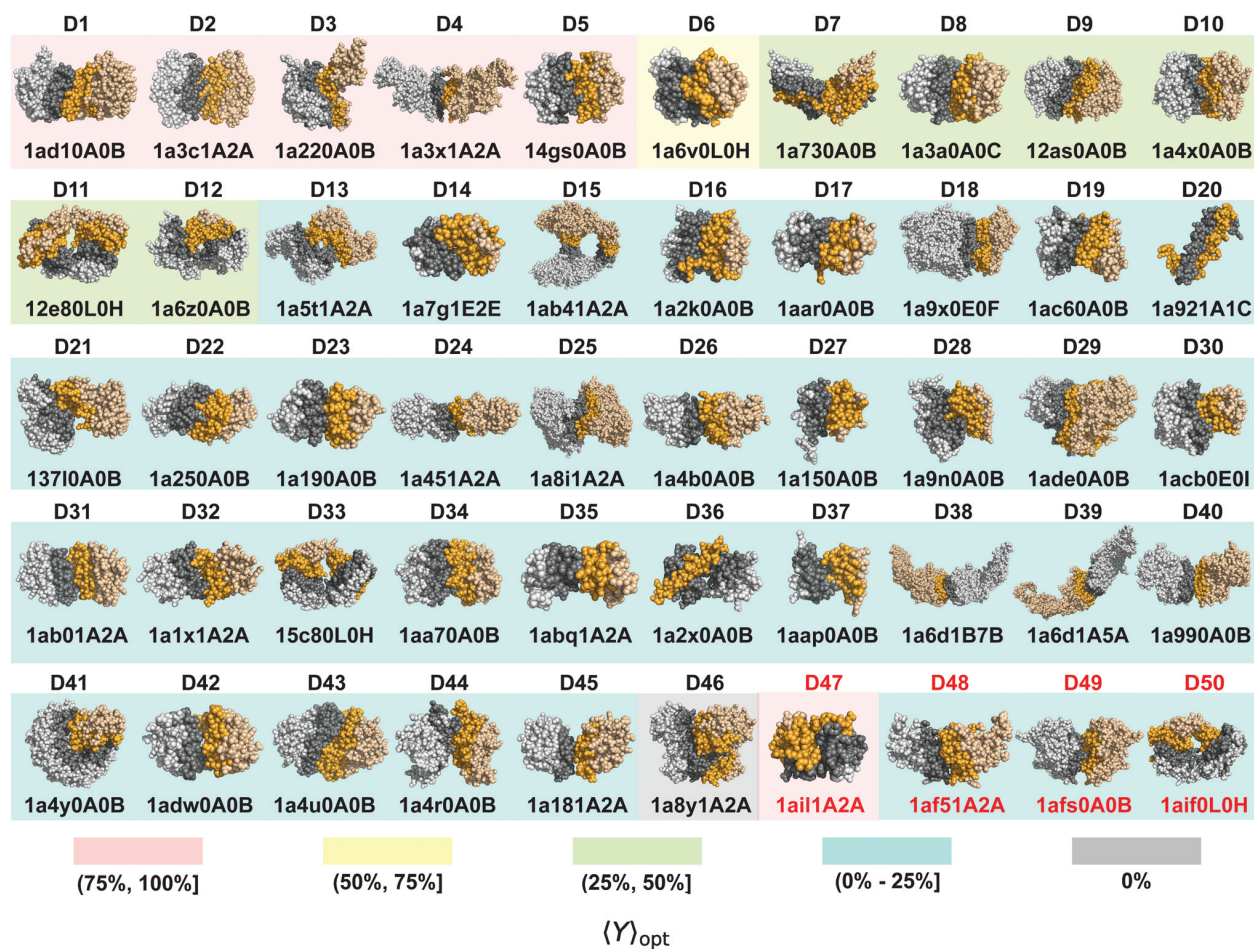 D1 D2 D3 D4 D5 D6 D7 D8 D9 D10
1ad10A0B 1a3c1A2A 1a220A0B 1a3x1A2A 14gs0A0B 1a6v0L0H 1a730A0B 1a3a0A0C 12as0A0B 1a4x0A0B
D11 D12 D13 D14 D15 D16 D17 D18 D19 D20
12e80L0H 1a6z0A0B 1a5t1A2A 1a7g1E2E 1ab41A2A 1a2k0A0B 1aar0A0B 1a9x0E0F 1ac60A0B 1a921A1C
D21 D22 D23 D24 D25 D26 D27 D28 D29 D30
137l0A0B 1a250A0B 1a190A0B 1a451A2A 1a8i1A2A 1a4b0A0B 1a150A0B 1a9n0A0B 1ade0A0B 1acb0E0I
D31 D32 D33 D34 D35 D36 D37 D38 D39 D40
1ab01A2A 1a1x1A2A 15c80L0H 1aa70A0B 1abq1A2A 1a2x0A0B 1aap0A0B 1a6d1B7B 1a6d1A5A 1a990A0B
D41 D42 D43 D44 D45 D46 D47 D48 D49 D50
1a4y0A0B 1adw0A0B 1a4u0A0B 1a4r0A0B 1a181A2A 1a8y1A2A 1ail1A2A 1af51A2A 1afs0A0B 1aif0L0H
(75%, 100%] (50%, 75%] (25%, 50%] (0% - 25%] 0%
⟨Y⟩opt